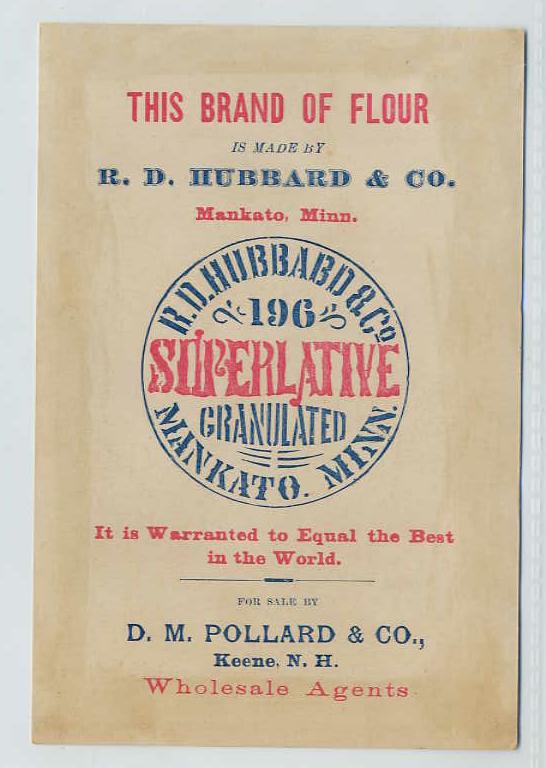 THIS BRAND OF FLOUR
IS MADE BY
R. D. HUBBARD & CO.
Mankato, Minn.
R.D. HUBBARD & Co
196
SUPERLATIVE
GRANULATED
MANKATO. MINN.
It is Warranted to Equal the Best
in the World.
FOR SALE BY
D. M. POLLARD & CO.,
Keene, N. H.
Wholesale Agents